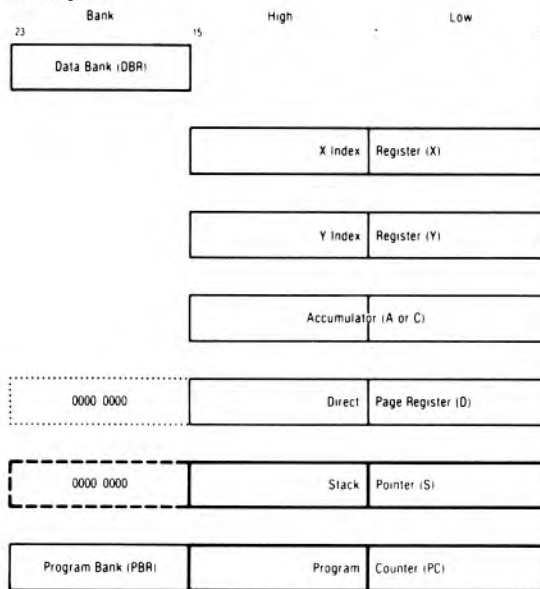 Bank High Low
23 15
Data Bank (DBR)
X Index Register (X)
Y Index Register (Y)
Accumulator (A or C)
0000 0000 Direct Page Register (D)
0000 0000 Stack Pointer (S)
Program Bank (PBR) Program Counter (PC)